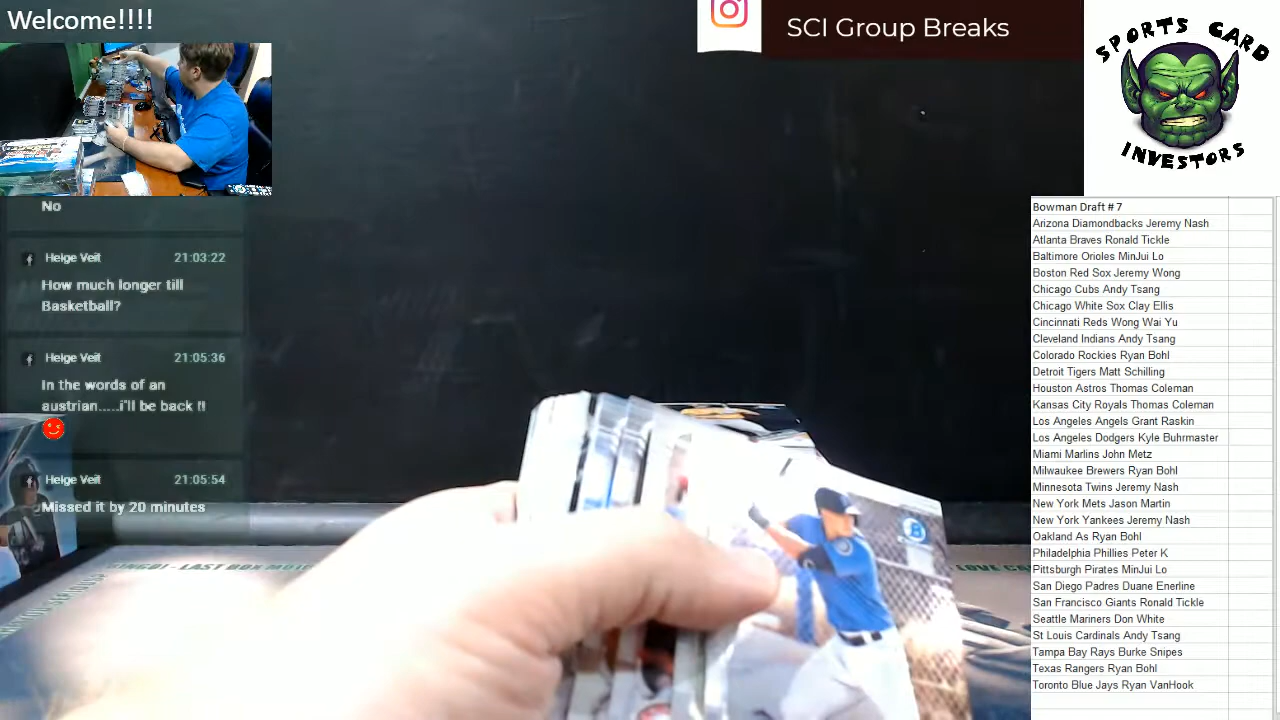 Welcome!!!!
SCI Group Breaks
SPORTS CARD
INVESTORS
No
Helge Veit 21:03:22
How much longer till
Basketball?
Helge Veit 21:05:36
In the words of an
austrian.....i'll be back !!
Helge Veit 21:05:54
Missed it by 20 minutes
Bowman Draft # 7
Arizona Diamondbacks Jeremy Nash
Atlanta Braves Ronald Tickle
Baltimore Orioles MinJui Lo
Boston Red Sox Jeremy Wong
Chicago Cubs Andy Tsang
Chicago White Sox Clay Ellis
Cincinnati Reds Wong Wai Yu
Cleveland Indians Andy Tsang
Colorado Rockies Ryan Bohl
Detroit Tigers Matt Schilling
Houston Astros Thomas Coleman
Kansas City Royals Thomas Coleman
Los Angeles Angels Grant Raskin
Los Angeles Dodgers Kyle Buhrmaster
Miami Marlins John Metz
Milwaukee Brewers Ryan Bohl
Minnesota Twins Jeremy Nash
New York Mets Jason Martin
New York Yankees Jeremy Nash
Oakland As Ryan Bohl
Philadelphia Phillies Peter K
Pittsburgh Pirates MinJui Lo
San Diego Padres Duane Enerline
San Francisco Giants Ronald Tickle
Seattle Mariners Don White
St Louis Cardinals Andy Tsang
Tampa Bay Rays Burke Snipes
Texas Rangers Ryan Bohl
Toronto Blue Jays Ryan VanHook
- LAST BOX